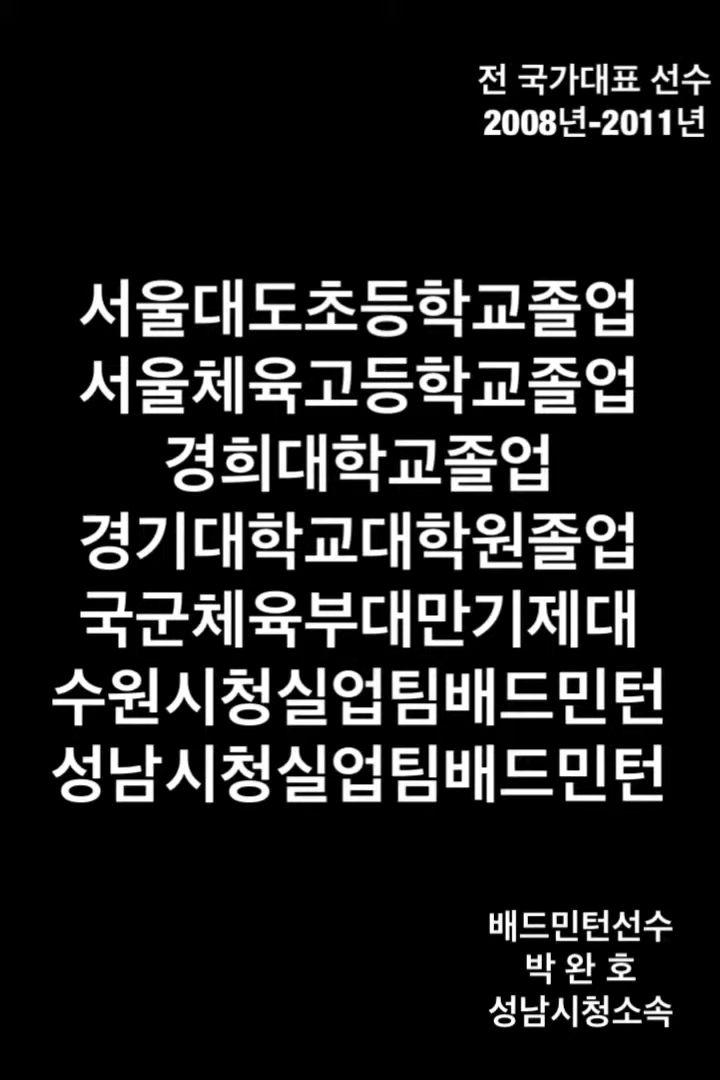 전 국가대표 선수
2008년-2011년
서울대도초등학교졸업
서울체육고등학교졸업
경희대학교졸업
경기대학교대학원졸업
국군체육부대만기제대
수원시청실업팀배드민턴
성남시청실업팀배드민턴
배드민턴선수
박 완 호
성남시청소속